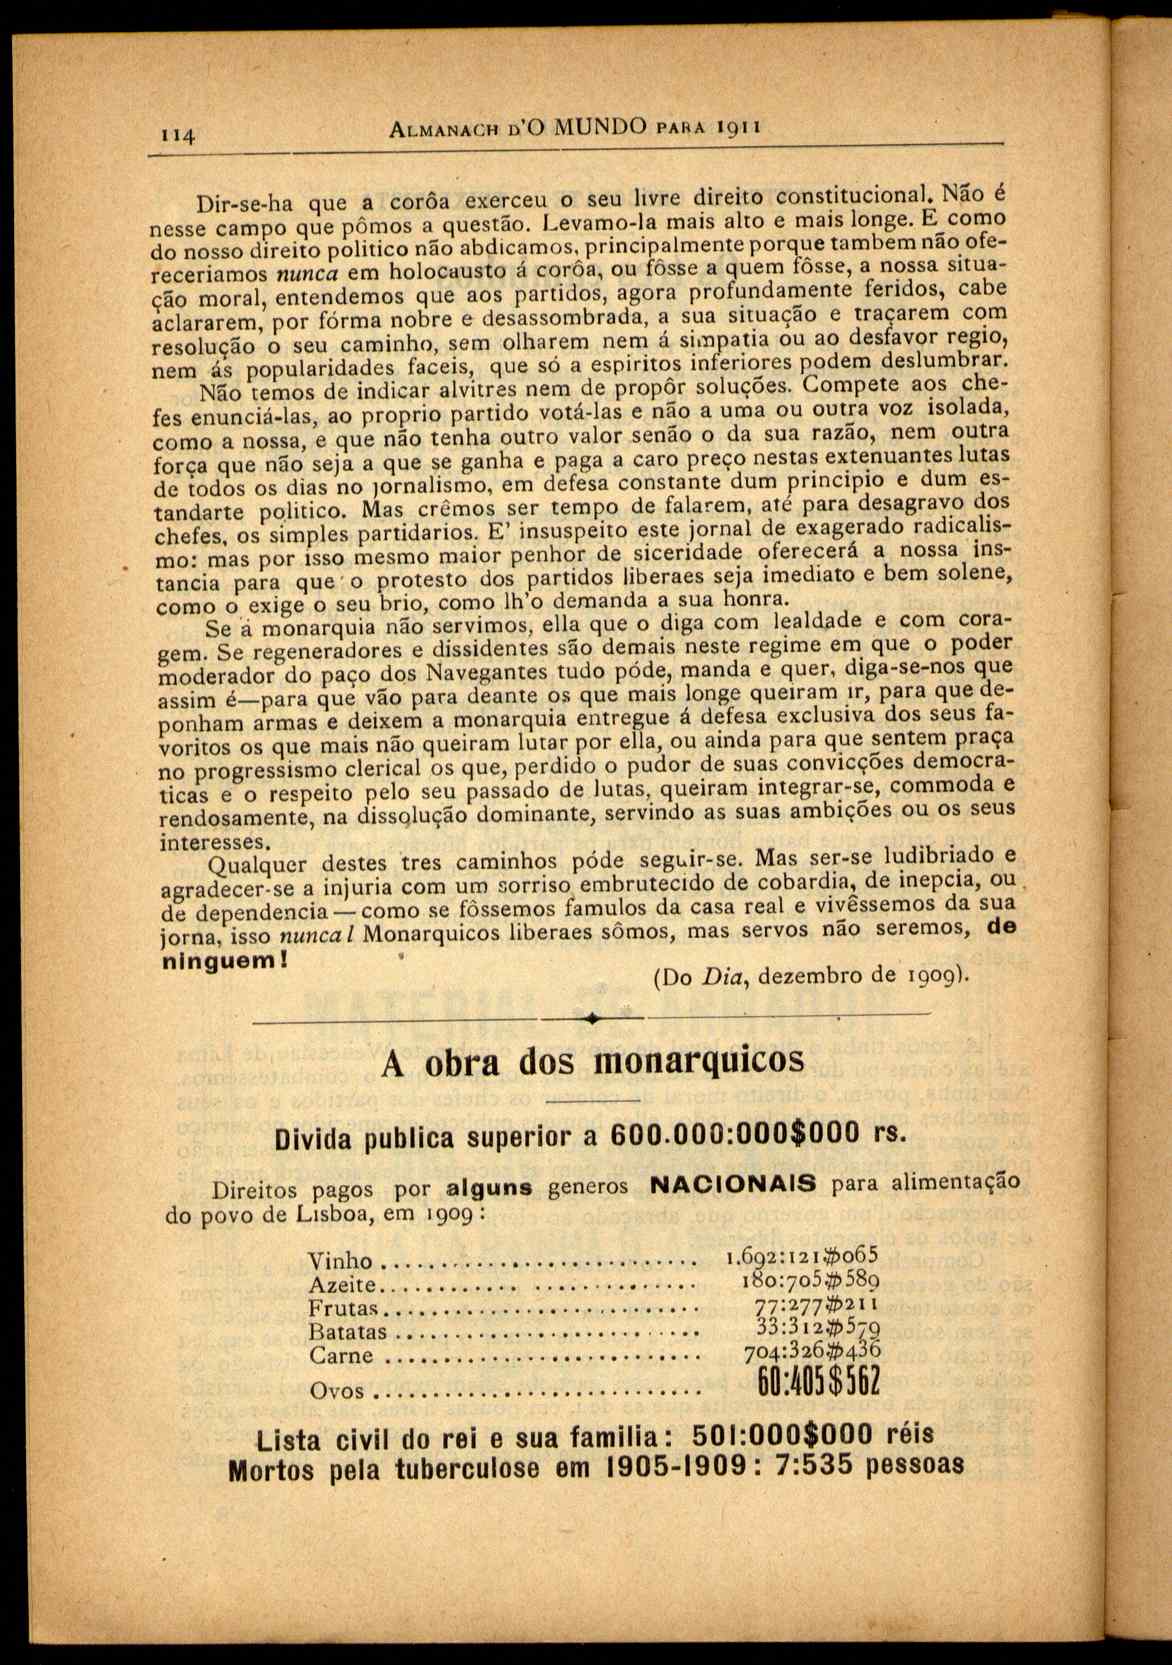 114
ALMANACH D'O MUNDO PARA 1911
Dir-se-ha que a corôa exerceu o seu livre direito constitucional. Não é
nesse campo que pômos a questão. Levamo-la mais alto e mais longe. E como
do nosso direito politico não abdicamos, principalmente porque tambem não ofe-
receriamos nunca em holocausto á corôa, ou fôsse a quem fôsse, a nossa situa-
ção moral, entendemos que aos partidos, agora profundamente feridos, cabe
aclararem, por fórma nobre e desassombrada, a sua situação e traçarem com
resolução o seu caminho, sem olharem nem á simpatia ou ao desfavor regio,
nem ás popularidades faceis, que só a espiritos inferiores podem deslumbrar.
Não temos de indicar alvitres nem de propôr soluções. Compete aos che-
fes enunciá-las, ao proprio partido votá-las e não a uma ou outra voz isolada,
como a nossa, e que não tenha outro valor senão o da sua razão, nem outra
força que não seja a que se ganha e paga a caro preço nestas extenuantes lutas
de todos os dias no jornalismo, em defesa constante dum principio e dum es-
tandarte politico. Mas crêmos ser tempo de falarem, até para desagravo dos
chefes, os simples partidarios. E' insuspeito este jornal de exagerado radicalis-
mo: mas por isso mesmo maior penhor de siceridade oferecerá a nossa ins-
tancia para que o protesto dos partidos liberaes seja imediato e bem solene,
como o exige o seu brio, como lh'o demanda a sua honra.
Se á monarquia não servimos, ella que o diga com lealdade e com cora-
gem. Se regeneradores e dissidentes são demais neste regime em que o poder
moderador do paço dos Navegantes tudo póde, manda e quer, diga-se-nos que
assim é—para que vão para deante os que mais longe queiram ir, para que de-
ponham armas e deixem a monarquia entregue á defesa exclusiva dos seus fa-
voritos os que mais não queiram lutar por ella, ou ainda para que sentem praça
no progressismo clerical os que, perdido o pudor de suas convicções democra-
ticas e o respeito pelo seu passado de lutas, queiram integrar-se, commoda e
rendosamente, na dissolução dominante, servindo as suas ambições ou os seus
interesses.
Qualquer destes tres caminhos póde seguir-se. Mas ser-se ludibriado e
agradecer-se a injuria com um sorriso embrutecido de cobardia, de inepcia, ou
de dependencia — como se fôssemos famulos da casa real e vivêssemos da sua
jorna, isso nunca! Monarquicos liberaes sômos, mas servos não seremos, de
ninguem!
(Do Dia, dezembro de 1909).
A obra dos monarquicos
Divida publica superior a 600.000:000$000 rs.
Direitos pagos por alguns generos NACIONAIS para alimentação
do povo de Lisboa, em 1909:
Vinho........................... 1.692:121$065
Azeite........................... 180:705$589
Frutas........................... 77:277$211
Batatas.......................... 33:312$579
Carne........................... 704:326$436
Ovos............................ 60:405$562
Lista civil do rei e sua familia: 501:000$000 réis
Mortos pela tuberculose em 1905-1909: 7:535 pessoas